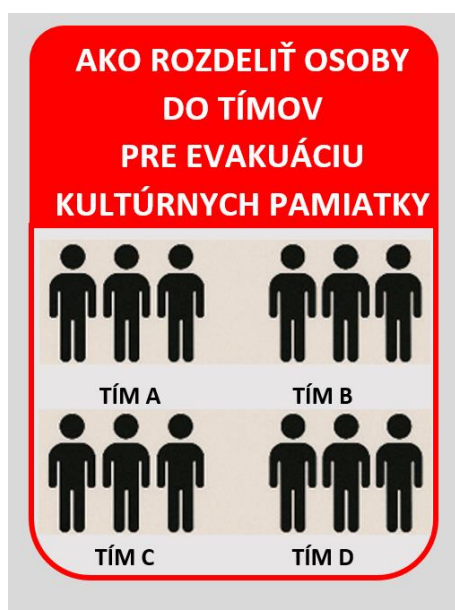 AKO ROZDELIŤ OSOBY
DO TÍMOV
PRE EVAKUÁCIU
KULTÚRNYCH PAMIATKY
TÍM A
TÍM B
TÍM C
TÍM D